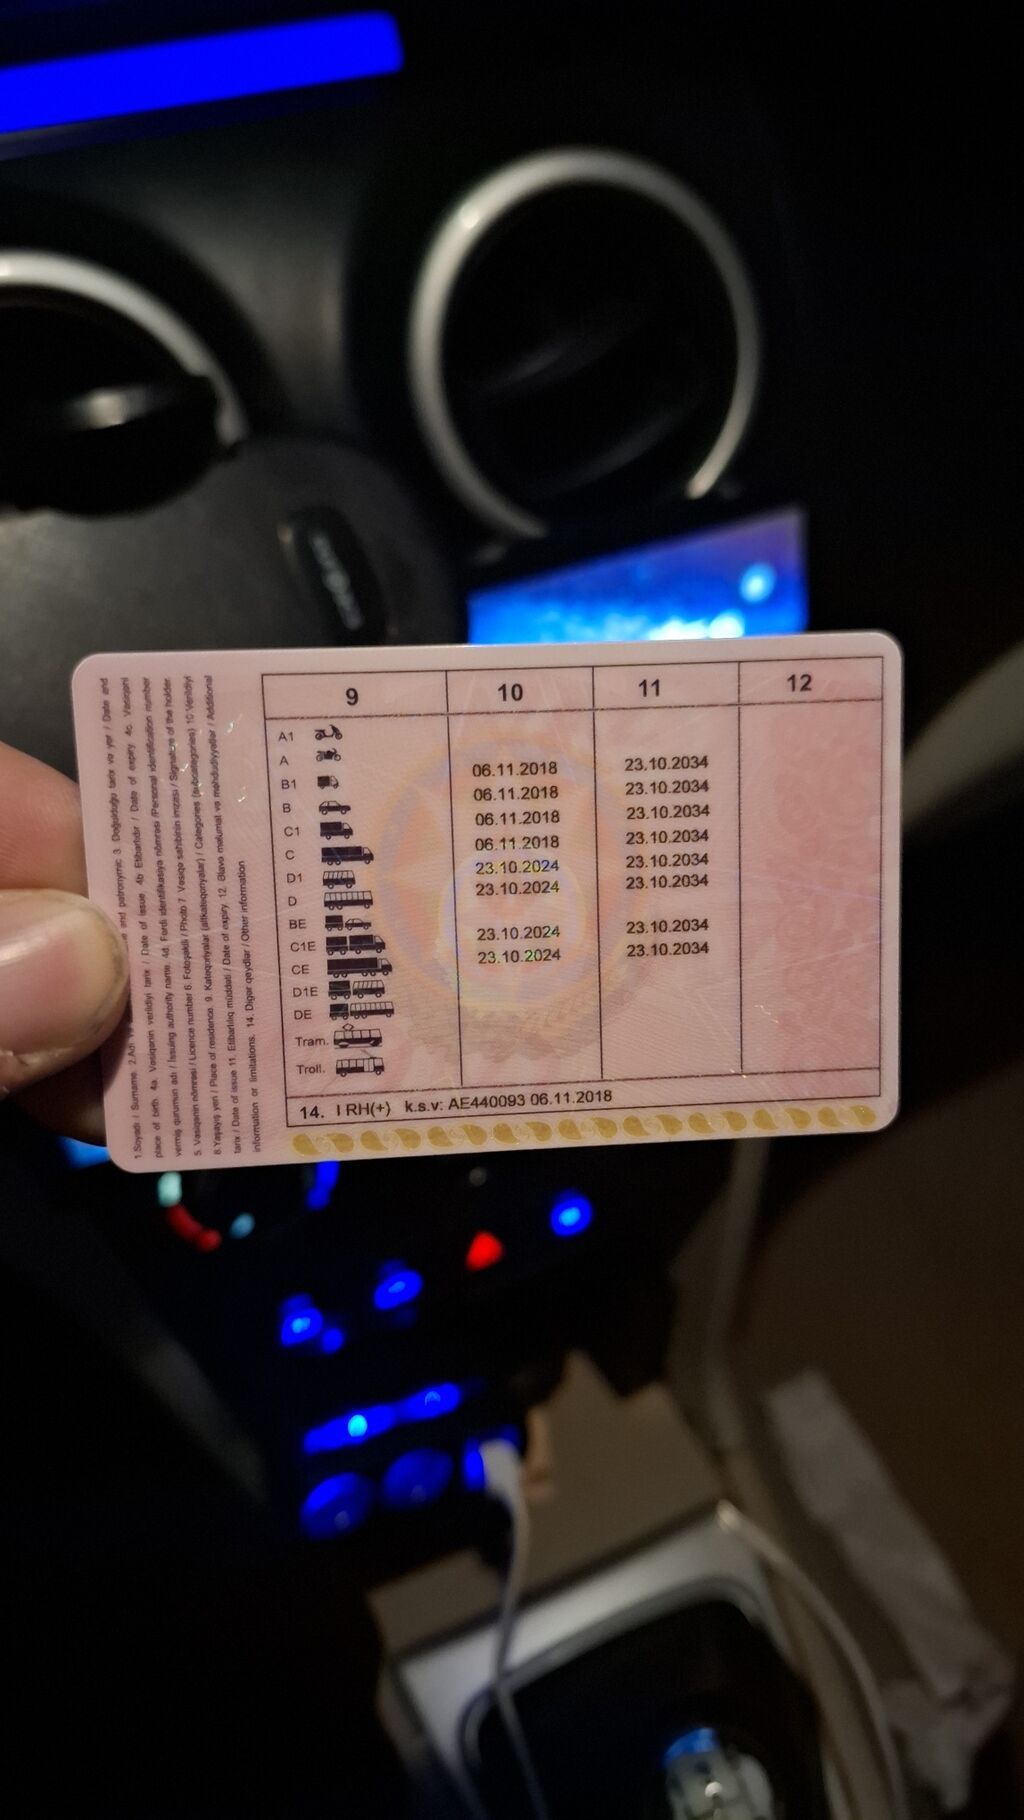 1.Soyadı / Surname. 2.Adı and patronymic 3. Doğulduğu tarix və yer / Date and
place of birth. 4a. Vəsiqənin verildiyi tarix / Date of issue. 4b Etibarlıdır / Date of expiry. 4c. Vəsiqəni
vermiş qurumun adı / Issuing authority name. 4d. Fərdi identifikasiya nömrəsi /Personal identification number
5. Vəsiqənin nömrəsi / Licence number 6. Fotoşəkli / Photo 7. Vəsiqə sahibinin imzası / Signature of the holder.
8.Yaşayış yeri / Place of residence. 9. Kateqoriyalar (altkateqoriyalar) / Categories (subcategories) 10 Verildiyi
tarix / Date of issue 11. Etibarlılıq müddəti / Date of expiry. 12. Əlavə məlumat və məhdudiyyətlər / Additional
information or limitations. 14. Digər qeydlər / Other information
9 10 11 12
A1
A 06.11.2018 23.10.2034
B1 06.11.2018 23.10.2034
B 06.11.2018 23.10.2034
C1 06.11.2018 23.10.2034
C 23.10.2024 23.10.2034
D1 23.10.2024 23.10.2034
D
BE 23.10.2024 23.10.2034
C1E 23.10.2024 23.10.2034
CE
D1E
DE
Tram.
Troll.
14. I RH(+) k.s.v: AE440093 06.11.2018